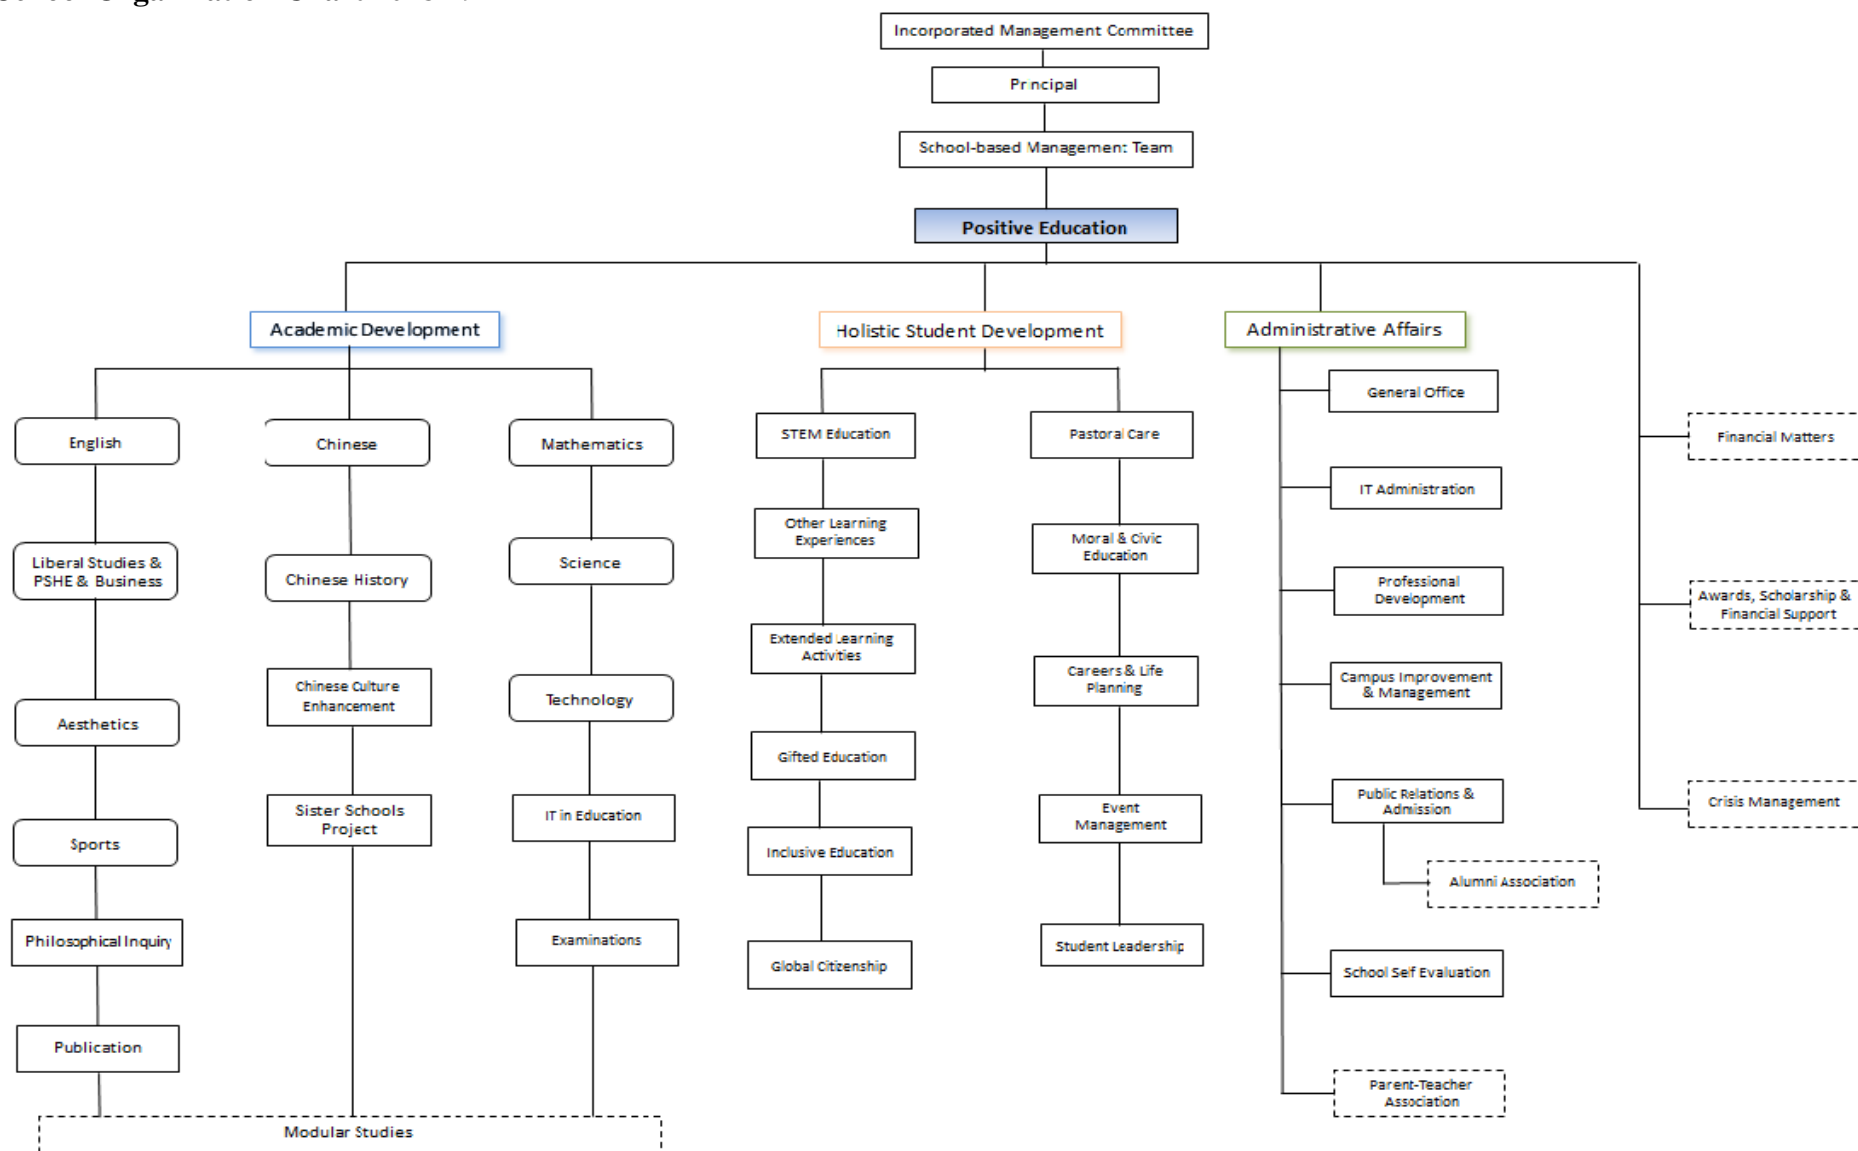 Incorporated Management Committee
Principal
School-based Management Team
Positive Education
Academic Development
Holistic Student Development
Administrative Affairs
English
Liberal Studies &
PSHE & Business
Aesthetics
Sports
Philosophical Inquiry
Publication
Chinese
Chinese History
Chinese Culture
Enhancement
Sister Schools
Project
Mathematics
Science
Technology
IT in Education
Examinations
Modular Studies
STEM Education
Other Learning
Experiences
Extended Learning
Activities
Gifted Education
Inclusive Education
Global Citizenship
Pastoral Care
Moral & Civic
Education
Careers & Life
Planning
Event
Management
Student Leadership
General Office
IT Administration
Professional
Development
Campus Improvement
& Management
Public Relations &
Admission
Alumni Association
School Self Evaluation
Parent-Teacher
Association
Financial Matters
Awards, Scholarship &
Financial Support
Crisis Management